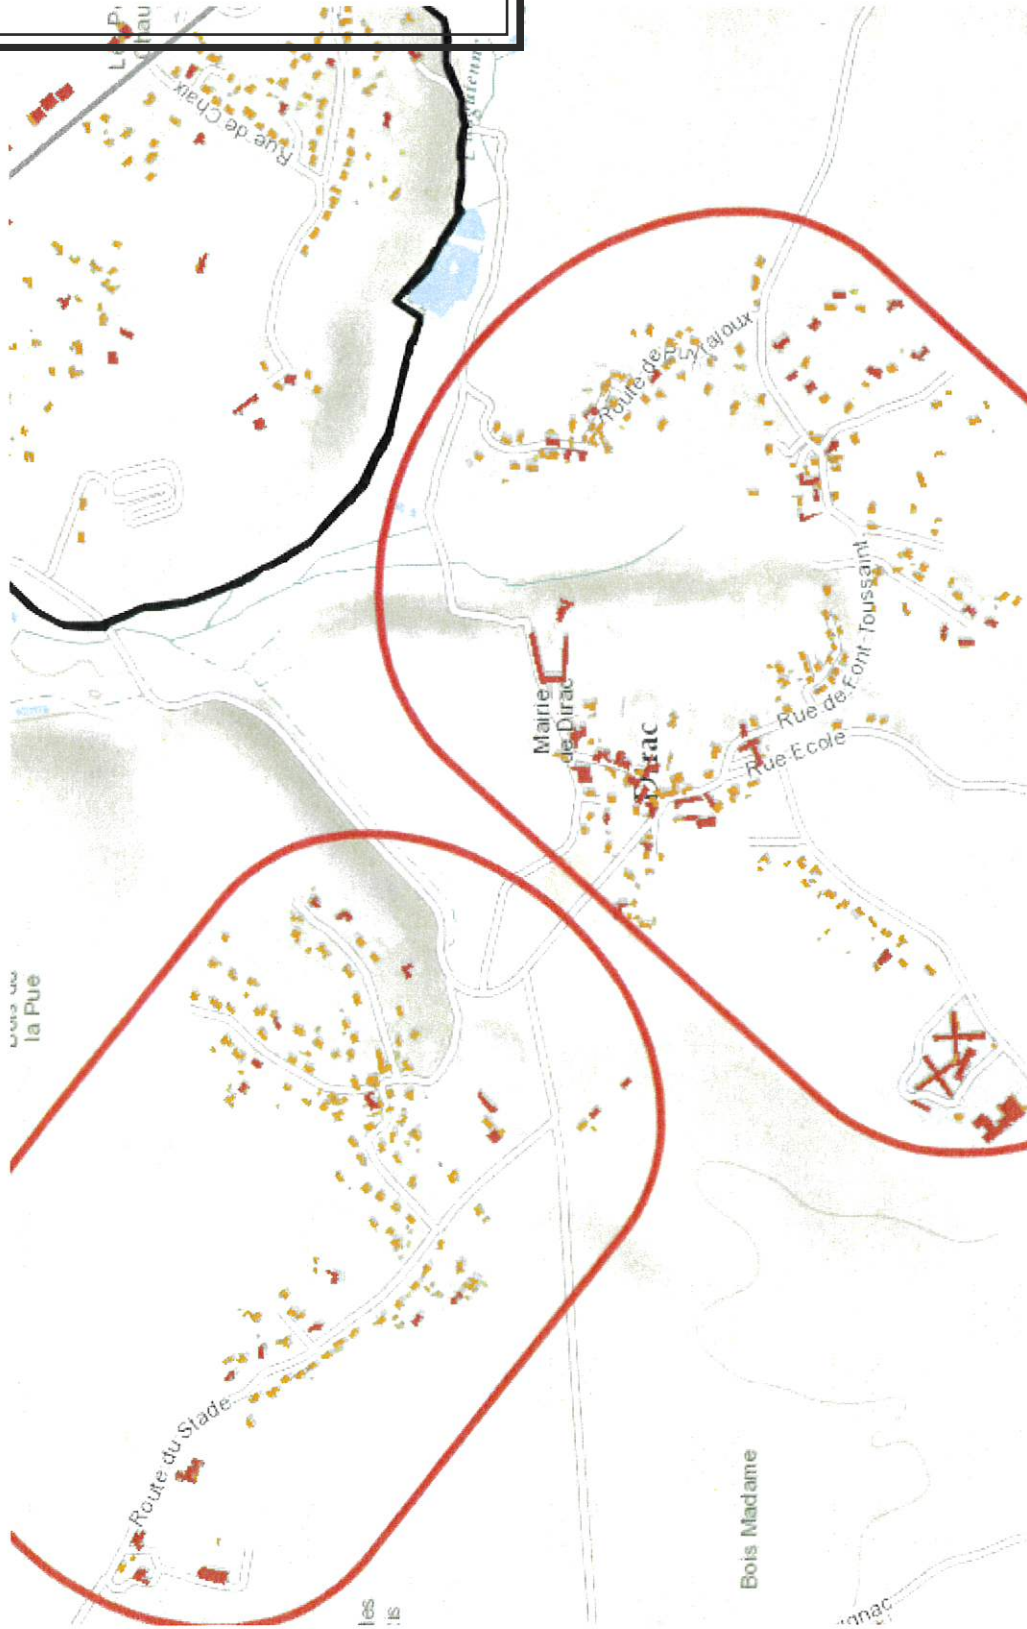 Rue de Chaix
Route de
Frajoux
Mairie
de Dirac
Dirac
Rue de Font-Toussaint
Rue Ecole
la Pue
Route du Stade
Bois Madame